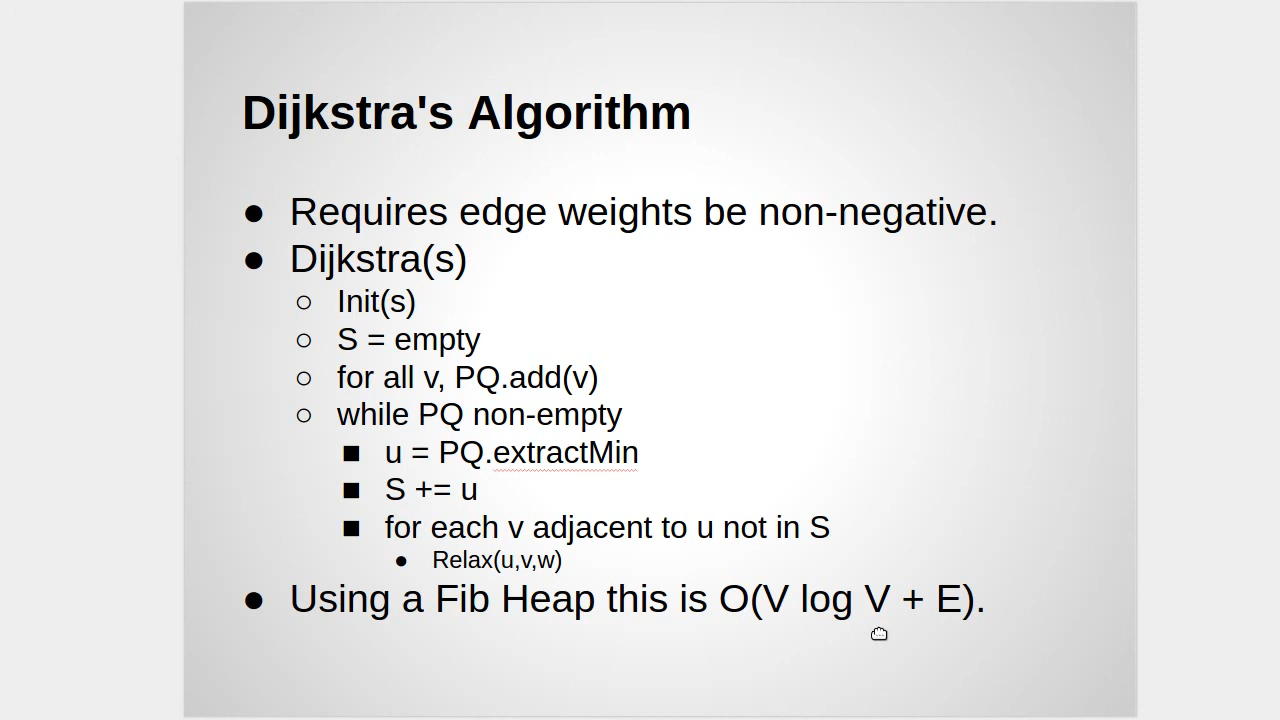 Dijkstra's Algorithm
● Requires edge weights be non-negative.
● Dijkstra(s)
○ Init(s)
○ S = empty
○ for all v, PQ.add(v)
○ while PQ non-empty
■ u = PQ.extractMin
■ S += u
■ for each v adjacent to u not in S
● Relax(u,v,w)
● Using a Fib Heap this is O(V log V + E).